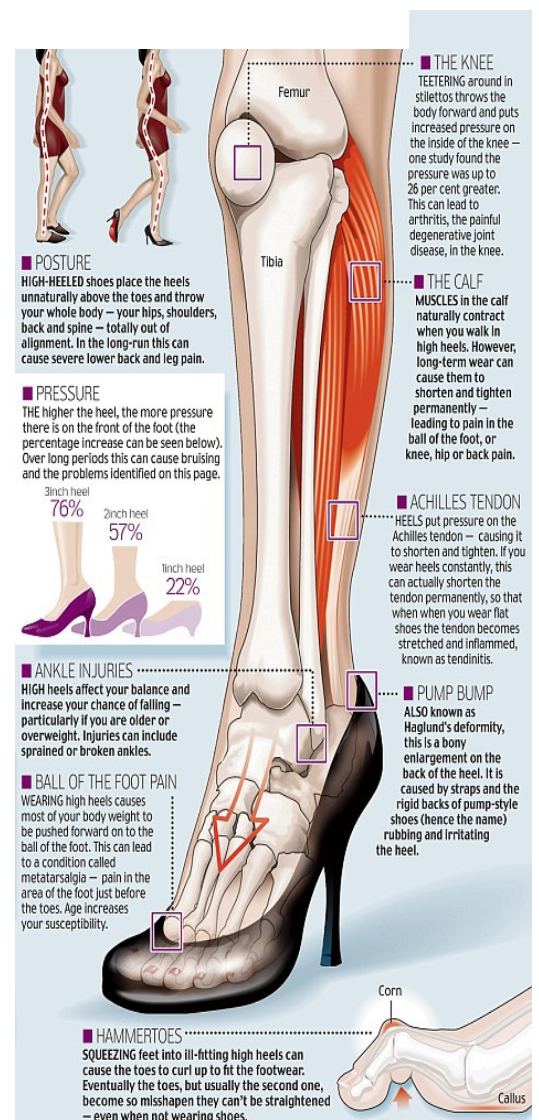 Femur
THE KNEE
TEETERING around in
stilettos throws the
body forward and puts
increased pressure on
the inside of the knee –
one study found the
pressure was up to
26 per cent greater.
This can lead to
arthritis, the painful
degenerative joint
disease, in the knee.
Tibia
POSTURE
HIGH-HEELED shoes place the heels
unnaturally above the toes and throw
your whole body – your hips, shoulders,
back and spine – totally out of
alignment. In the long-run this can
cause severe lower back and leg pain.
THE CALF
MUSCLES in the calf
naturally contract
when you walk in
high heels. However,
long-term wear can
cause them to
shorten and tighten
permanently –
leading to pain in the
ball of the foot, or
knee, hip or back pain.
PRESSURE
THE higher the heel, the more pressure
there is on the front of the foot (the
percentage increase can be seen below).
Over long periods this can cause bruising
and the problems identified on this page.
3inch heel
76%
2inch heel
57%
1inch heel
22%
ACHILLES TENDON
HEELS put pressure on the
Achilles tendon – causing it
to shorten and tighten. If you
wear heels constantly, this
can actually shorten the
tendon permanently, so that
when when you wear flat
shoes the tendon becomes
stretched and inflammed,
known as tendinitis.
ANKLE INJURIES
HIGH heels affect your balance and
increase your chance of falling –
particularly if you are older or
overweight. Injuries can include
sprained or broken ankles.
PUMP BUMP
ALSO known as
Haglund's deformity,
this is a bony
enlargement on the
back of the heel. It is
caused by straps and the
rigid backs of pump-style
shoes (hence the name)
rubbing and irritating
the heel.
BALL OF THE FOOT PAIN
WEARING high heels causes
most of your body weight to
be pushed forward on to the
ball of the foot. This can lead
to a condition called
metatarsalgia – pain in the
area of the foot just before
the toes. Age increases
your susceptibility.
Corn
HAMMERTOES
SQUEEZING feet into ill-fitting high heels can
cause the toes to curl up to fit the footwear.
Eventually the toes, but usually the second one,
become so misshapen they can't be straightened
– even when not wearing shoes.
Callus